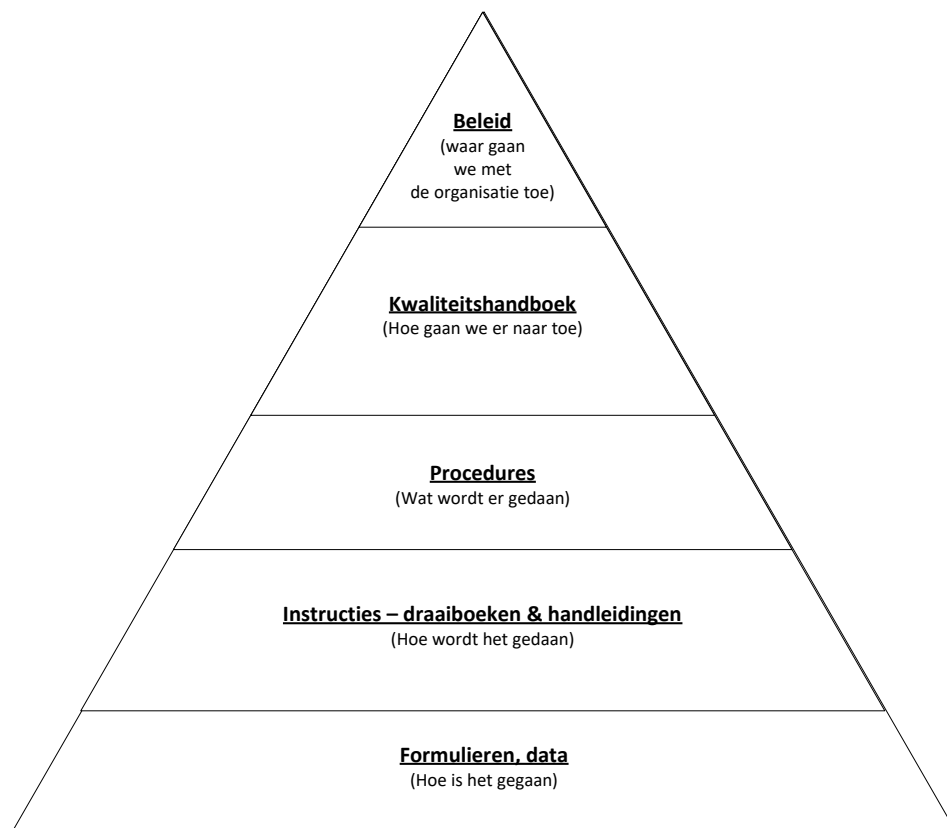 Beleid
(waar gaan
we met
de organisatie toe)
Kwaliteitshandboek
(Hoe gaan we er naar toe)
Procedures
(Wat wordt er gedaan)
Instructies – draaiboeken & handleidingen
(Hoe wordt het gedaan)
Formulieren, data
(Hoe is het gegaan)